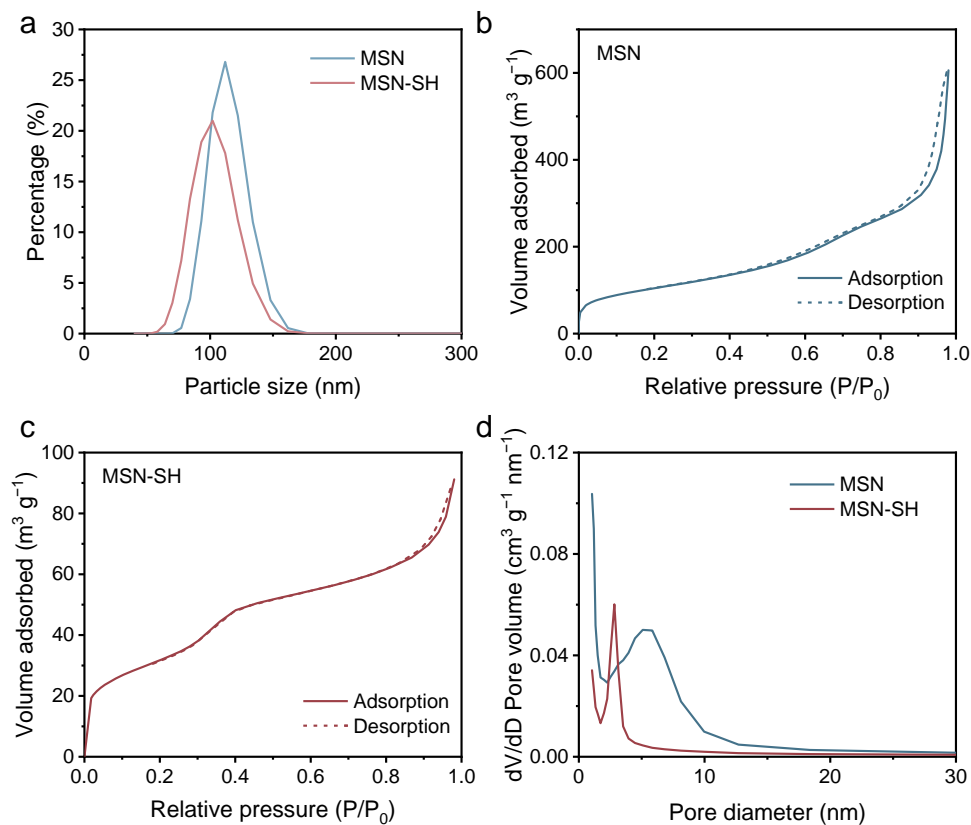 a
30
25
20
15
10
5
0
Percentage (%)
MSN
MSN-SH
0 100 200 300
Particle size (nm)
b
MSN
600
400
200
0
Volume adsorbed (m³ g⁻¹)
Adsorption
Desorption
0.0 0.2 0.4 0.6 0.8 1.0
Relative pressure (P/P₀)
c
MSN-SH
100
80
60
40
20
0
Volume adsorbed (m³ g⁻¹)
Adsorption
Desorption
0.0 0.2 0.4 0.6 0.8 1.0
Relative pressure (P/P₀)
d
0.12
0.08
0.04
0.00
dV/dD Pore volume (cm³ g⁻¹ nm⁻¹)
MSN
MSN-SH
0 10 20 30
Pore diameter (nm)